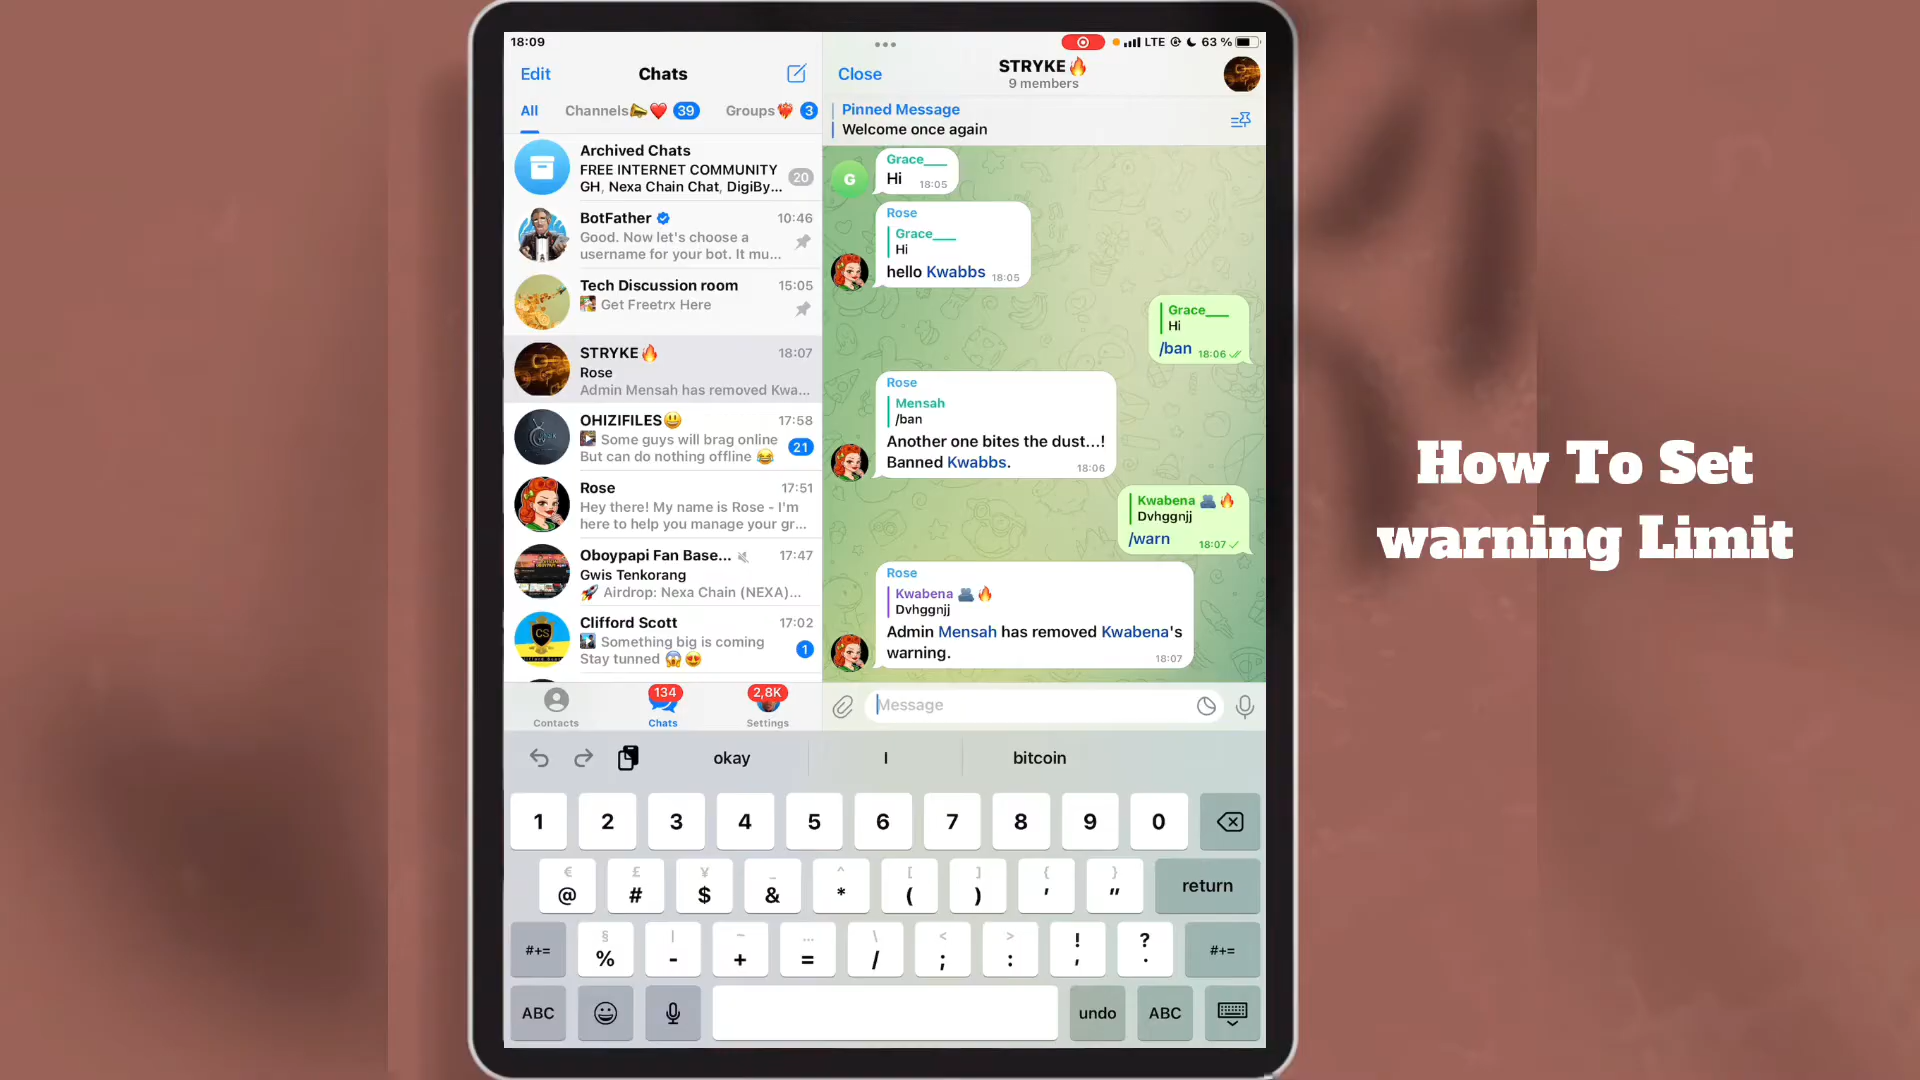 18:09
LTE 63 %
Edit
Chats
All
Channels📣❤️ 39
Groups❤️‍🔥 3
Archived Chats
FREE INTERNET COMMUNITY
GH, Nexa Chain Chat, DigiBy...
20
BotFather
10:46
Good. Now let's choose a
username for your bot. It mu...
Tech Discussion room
15:05
Get Freetrx Here
STRYKE🔥
18:07
Rose
Admin Mensah has removed Kwa...
OHIZIFILES😃
17:58
Some guys will brag online
But can do nothing offline 😂
21
Rose
17:51
Hey there! My name is Rose - I'm
here to help you manage your gr...
Oboypapi Fan Base...
17:47
Gwis Tenkorang
🚀 Airdrop: Nexa Chain (NEXA)...
Clifford Scott
17:02
Something big is coming
Stay tunned 😱😍
1
CS
Contacts
134
Chats
2,8K
Settings
Close
STRYKE🔥
9 members
Pinned Message
Welcome once again
G
Grace___
Hi
18:05
Rose
Grace___
Hi
hello Kwabbs
18:05
Grace___
Hi
/ban
18:06
Rose
Mensah
/ban
Another one bites the dust...!
Banned Kwabbs.
18:06
Kwabena 👥🔥
Dvhggnjj
/warn
18:07
Rose
Kwabena 👥🔥
Dvhggnjj
Admin Mensah has removed Kwabena's
warning.
18:07
Message
okay
I
bitcoin
1 2 3 4 5 6 7 8 9 0
€ £ ¥ _ ^ [ ] { }
@ # $ & * ( ) ' "
return
#+=
§ | ~ … \ < > ! ?
% - + = / ; : , .
#+=
ABC
undo
ABC
How To Set
warning Limit